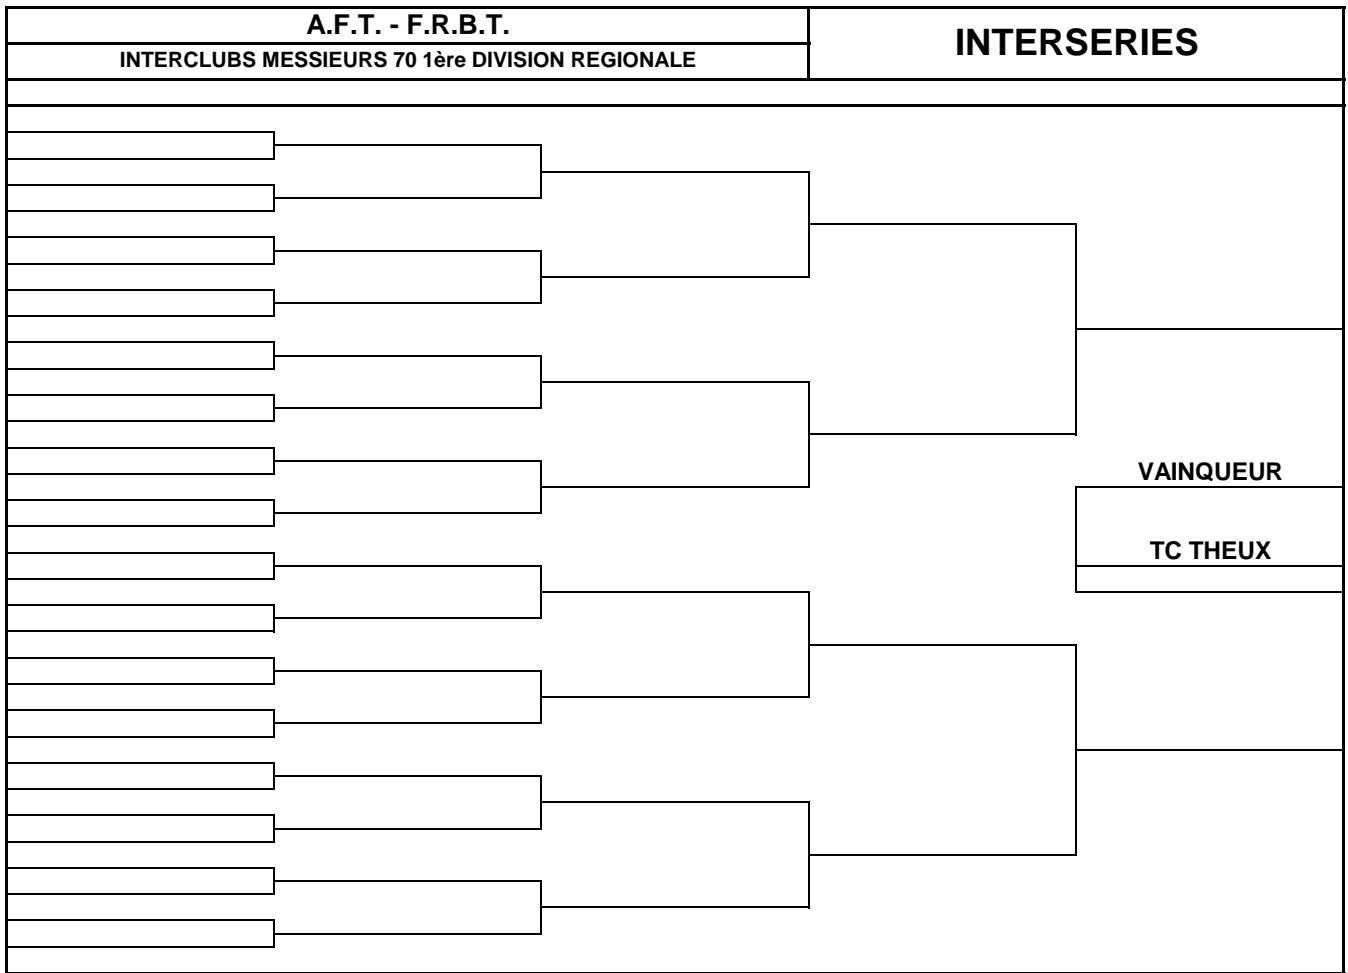 A.F.T. - F.R.B.T.
INTERSERIES
INTERCLUBS MESSIEURS 70 1ère DIVISION REGIONALE
VAINQUEUR
TC THEUX